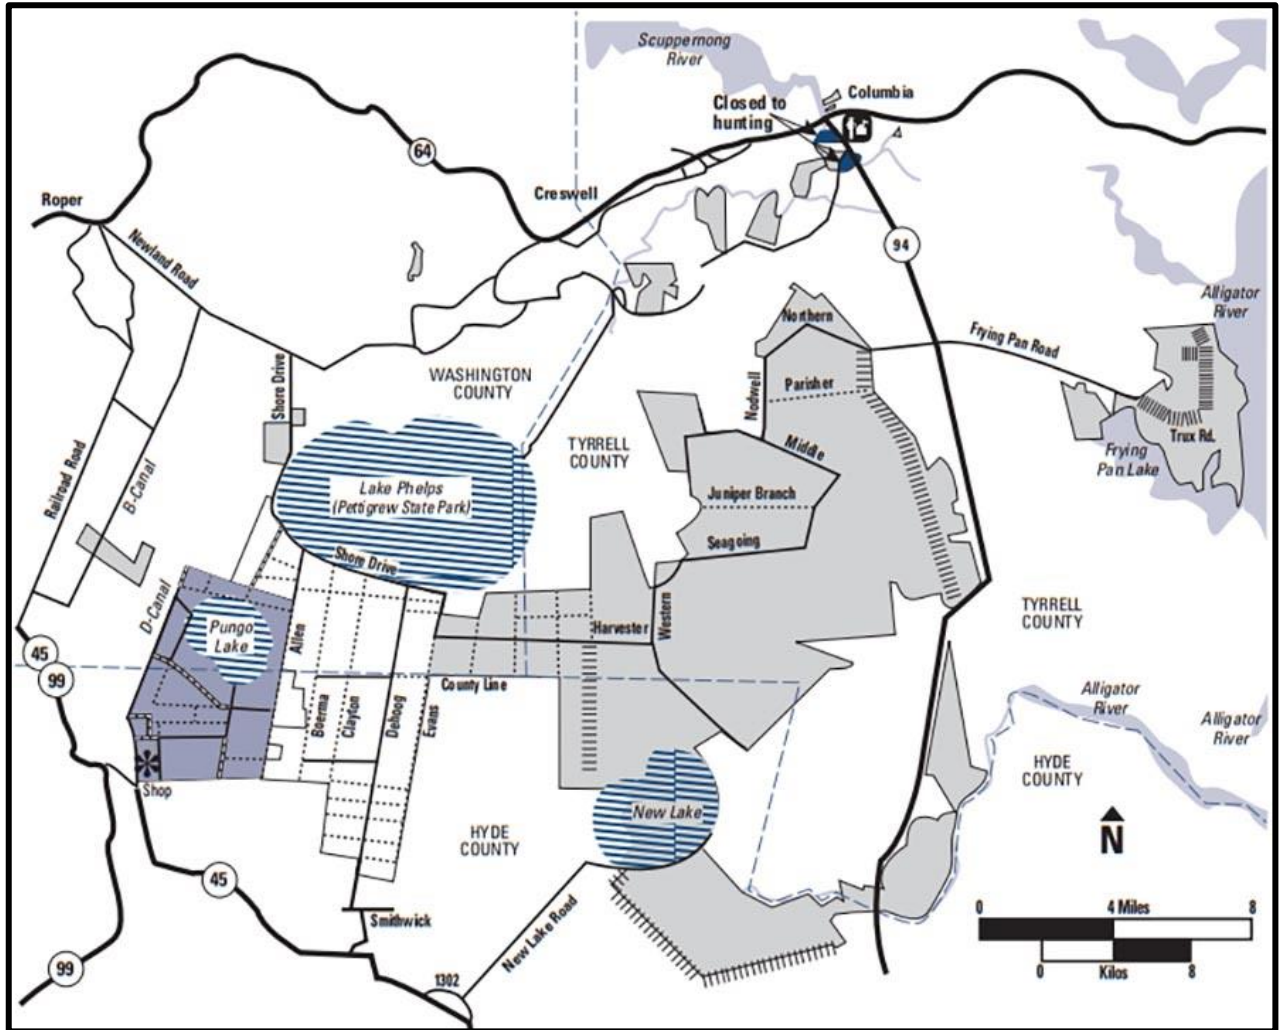 Scuppernong
River
Closed to
hunting
Columbia
64
Creswell
Roper
Newland Road
94
Alligator
River
Northern
Frying Pan Road
Shore Drive
WASHINGTON
COUNTY
Nodwell
Parisher
TYRRELL
COUNTY
Middle
Trux Rd.
Frying
Pan Lake
Railroad Road
B-Canal
Lake Phelps
(Pettigrew State Park)
Juniper Branch
Seagoing
Shore Drive
D-Canal
Pungo
Lake
Allen
Harvester
Western
TYRRELL
COUNTY
45
99
County Line
Boerma
Clayton
Dehoog
Evans
Alligator
River
Alligator
River
HYDE
COUNTY
Shop
New Lake
HYDE
COUNTY
N
45
Smithwick
New Lake Road
0 4 Miles 8
0 Kilos 8
99
1302